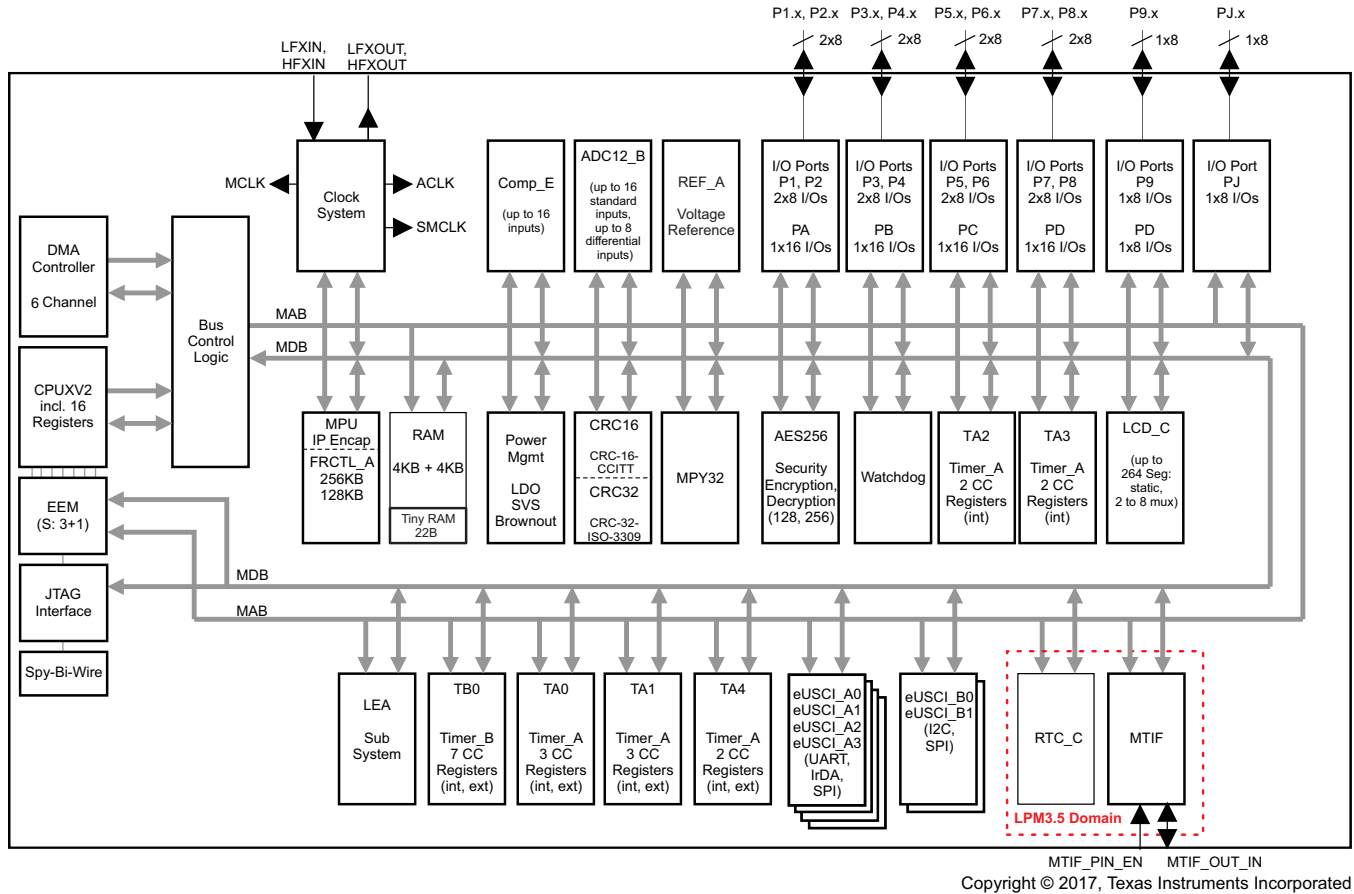 P1.x, P2.x
P3.x, P4.x
P5.x, P6.x
P7.x, P8.x
P9.x
PJ.x
2x8
2x8
2x8
2x8
1x8
1x8
LFXIN,
HFXIN
LFXOUT,
HFXOUT
MCLK
Clock
System
ACLK
SMCLK
Comp_E
(up to 16
inputs)
ADC12_B
(up to 16
standard
inputs,
up to 8
differential
inputs)
REF_A
Voltage
Reference
I/O Ports
P1, P2
2x8 I/Os
PA
1x16 I/Os
I/O Ports
P3, P4
2x8 I/Os
PB
1x16 I/Os
I/O Ports
P5, P6
2x8 I/Os
PC
1x16 I/Os
I/O Ports
P7, P8
2x8 I/Os
PD
1x16 I/Os
I/O Ports
P9
1x8 I/Os
PD
1x8 I/Os
I/O Port
PJ
1x8 I/Os
DMA
Controller
6 Channel
Bus
Control
Logic
MAB
MDB
CPUXV2
incl. 16
Registers
MPU
IP Encap
FRCTL_A
256KB
128KB
RAM
4KB + 4KB
Tiny RAM
22B
Power
Mgmt
LDO
SVS
Brownout
CRC16
CRC-16-
CCITT
CRC32
CRC-32-
ISO-3309
MPY32
AES256
Security
Encryption,
Decryption
(128, 256)
Watchdog
TA2
Timer_A
2 CC
Registers
(int)
TA3
Timer_A
2 CC
Registers
(int)
LCD_C
(up to
264 Seg:
static,
2 to 8 mux)
EEM
(S: 3+1)
JTAG
Interface
Spy-Bi-Wire
MDB
MAB
LEA
Sub
System
TB0
Timer_B
7 CC
Registers
(int, ext)
TA0
Timer_A
3 CC
Registers
(int, ext)
TA1
Timer_A
3 CC
Registers
(int, ext)
TA4
Timer_A
2 CC
Registers
(int, ext)
eUSCI_A0
eUSCI_A1
eUSCI_A2
eUSCI_A3
(UART,
IrDA,
SPI)
eUSCI_B0
eUSCI_B1
(I2C,
SPI)
RTC_C
MTIF
LPM3.5 Domain
MTIF_PIN_EN
MTIF_OUT_IN
Copyright © 2017, Texas Instruments Incorporated